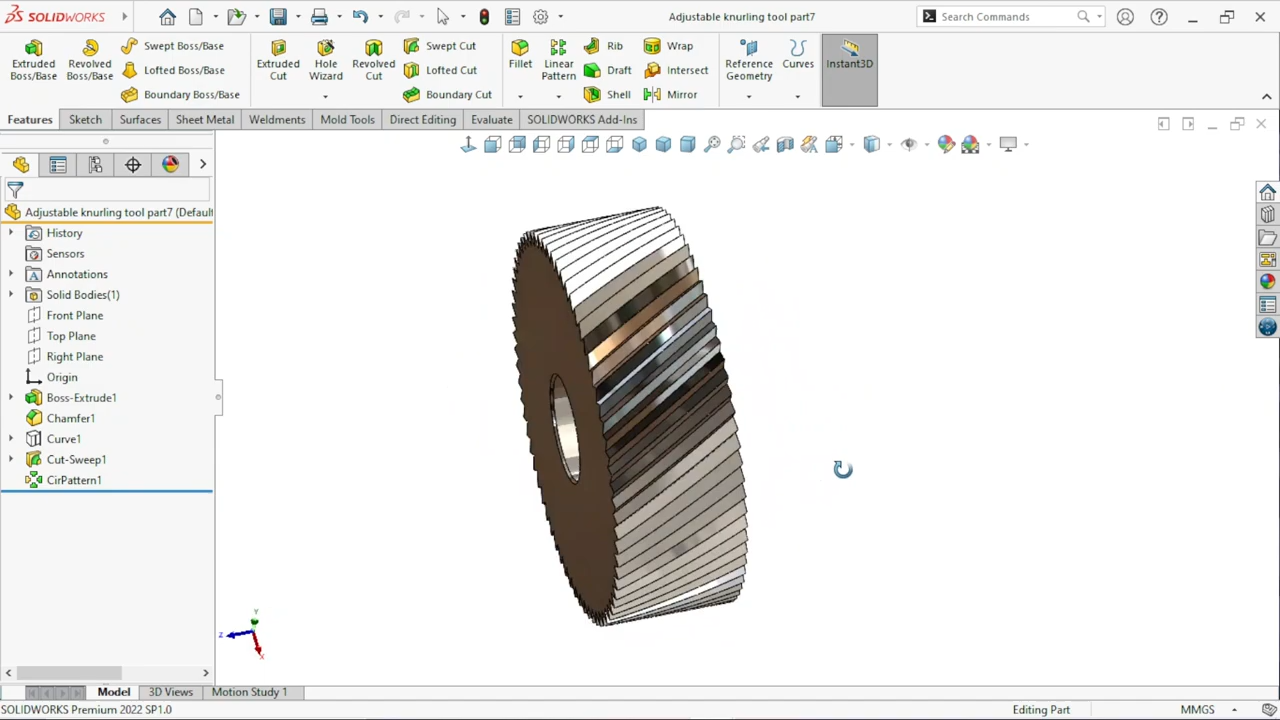 SOLIDWORKS
Adjustable knurling tool part7
Search Commands
Extruded Boss/Base
Revolved Boss/Base
Swept Boss/Base
Lofted Boss/Base
Boundary Boss/Base
Extruded Cut
Hole Wizard
Revolved Cut
Swept Cut
Lofted Cut
Boundary Cut
Fillet
Linear Pattern
Rib
Draft
Shell
Wrap
Intersect
Mirror
Reference Geometry
Curves
Instant3D
Features
Sketch
Surfaces
Sheet Metal
Weldments
Mold Tools
Direct Editing
Evaluate
SOLIDWORKS Add-Ins
Adjustable knurling tool part7 (Default
History
Sensors
Annotations
Solid Bodies(1)
Front Plane
Top Plane
Right Plane
Origin
Boss-Extrude1
Chamfer1
Curve1
Cut-Sweep1
CirPattern1
Y
Z
X
Model
3D Views
Motion Study 1
SOLIDWORKS Premium 2022 SP1.0
Editing Part
MMGS